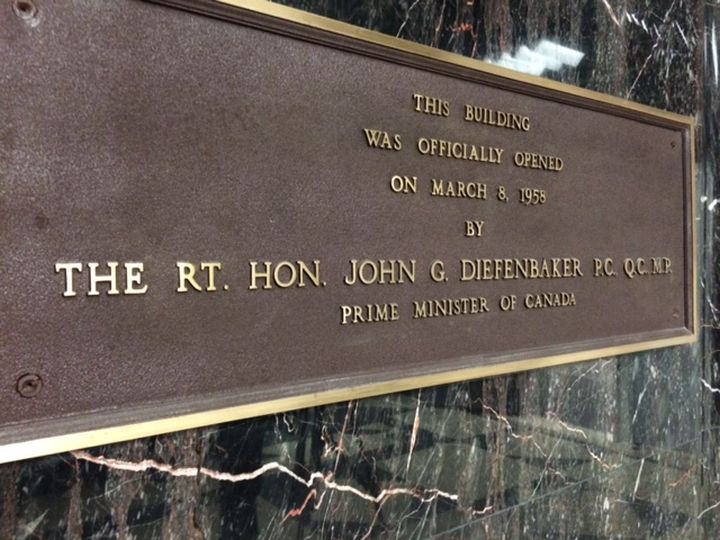 THIS BUILDING
WAS OFFICIALLY OPENED
ON MARCH 8, 1958
BY
THE RT. HON. JOHN G. DIEFENBAKER P.C. Q.C. M.P.
PRIME MINISTER OF CANADA